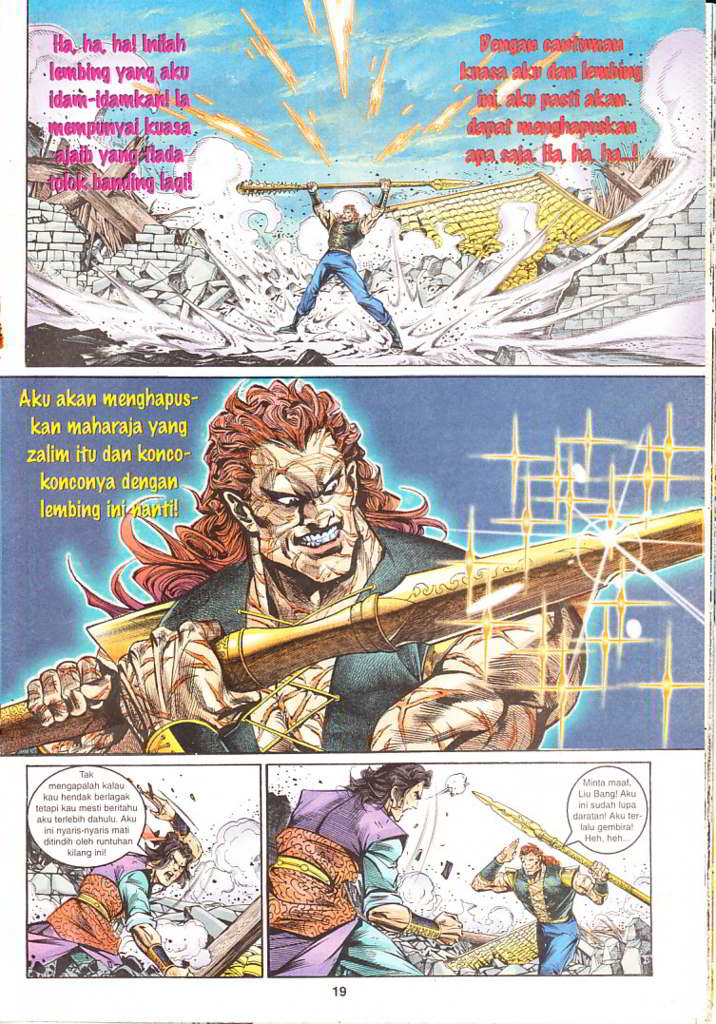 Ha, ha, ha! Inilah
lembing yang aku
idam-idamkan! Ia
mempunyai kuasa
ajaib yang tiada
tolok banding lagi!
Dengan cantuman
kuasa aku dan lembing
ini, aku pasti akan
dapat menghapuskan
apa saja. Ha, ha, ha...!
Aku akan menghapus-
kan maharaja yang
zalim itu dan konco-
konconya dengan
lembing ini nanti!
Tak
mengapalah kalau
kau hendak berlagak
tetapi kau mesti beritahu
aku terlebih dahulu. Aku
ini nyaris-nyaris mati
ditindih oleh runtuhan
kilang ini!
Minta maaf,
Liu Bang! Aku
ini sudah lupa
daratan! Aku ter-
lalu gembira!
Heh, heh...
19